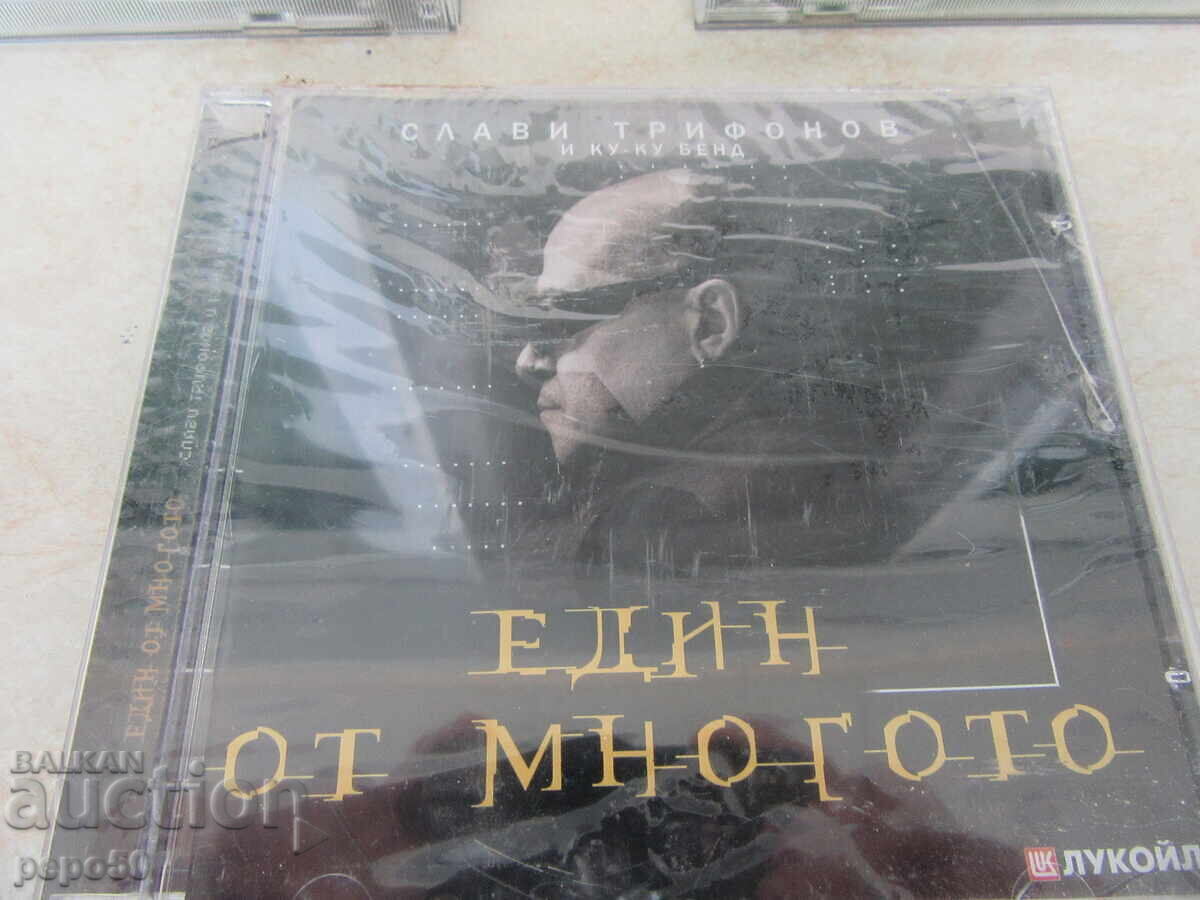 СЛАВИ ТРИФОНОВ
И КУ-КУ БЕНД
ЕДИН ОТ МНОГОТО
ЕДИН
ОТ МНОГОТО
ЛУКОЙЛ
BALKAN
auction
pepo50